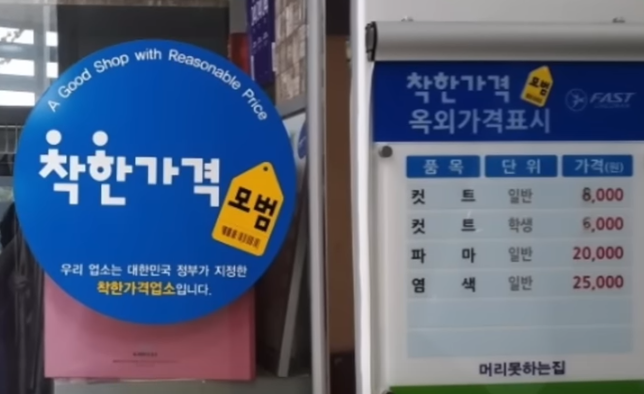 A Good Shop with Reasonable Price
착한가격
모범
우리 업소는 대한민국 정부가 지정한
착한가격업소입니다.
착한가격 모범
옥외가격표시
FAST
품 목 단 위 가격(원)
컷 트 일반 8,000
컷 트 학생 6,000
파 마 일반 20,000
염 색 일반 25,000
머리못하는집